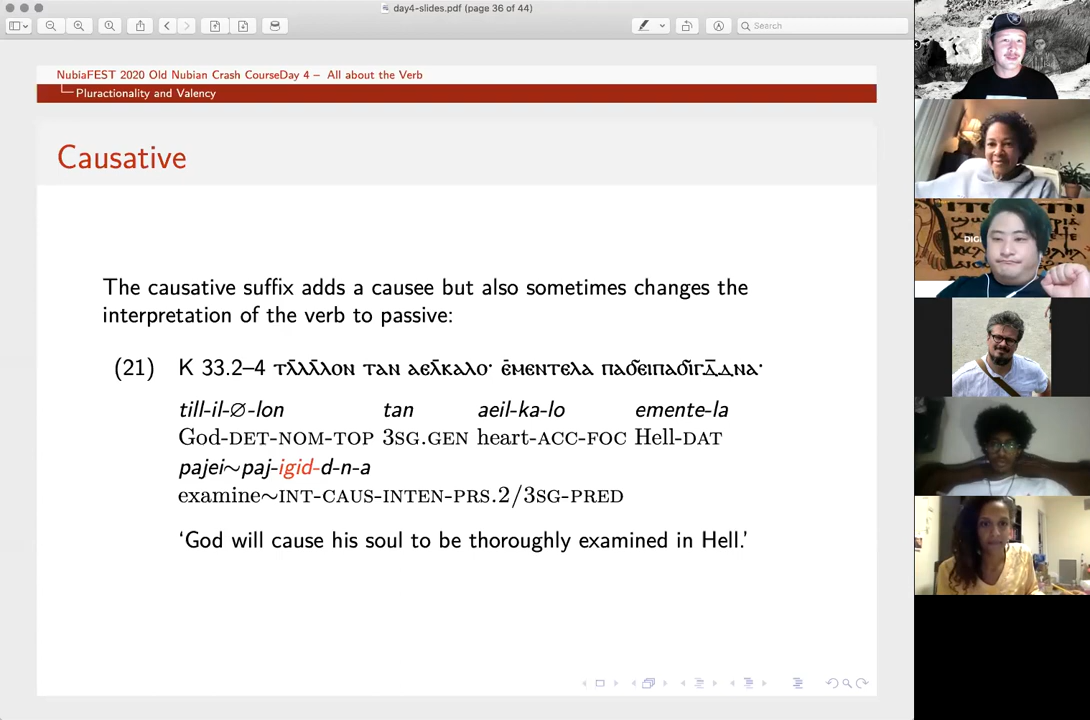 day4-slides.pdf (page 36 of 44)
Search
NubiaFEST 2020 Old Nubian Crash CourseDay 4 – All about the Verb
Pluractionality and Valency
Causative
The causative suffix adds a causee but also sometimes changes the
interpretation of the verb to passive:
(21) K 33.2–4 ⲧⲗ̄ⲗⲗ̄ⲗⲟⲛ ⲧⲁⲛ ⲁⲉⲗ̄ⲕⲁⲗⲟ· ⲉ̄ⲙⲉⲛⲧⲉⲗⲁ
till-il-∅-lon tan aeil-ka-lo emente-la
God-DET-NOM-TOP 3SG.GEN heart-ACC-FOC Hell-DAT
pajei~paj-igid-d-n-a
examine~INT-CAUS-INTEN-PRS.2/3SG-PRED
‘God will cause his soul to be thoroughly examined in Hell.’